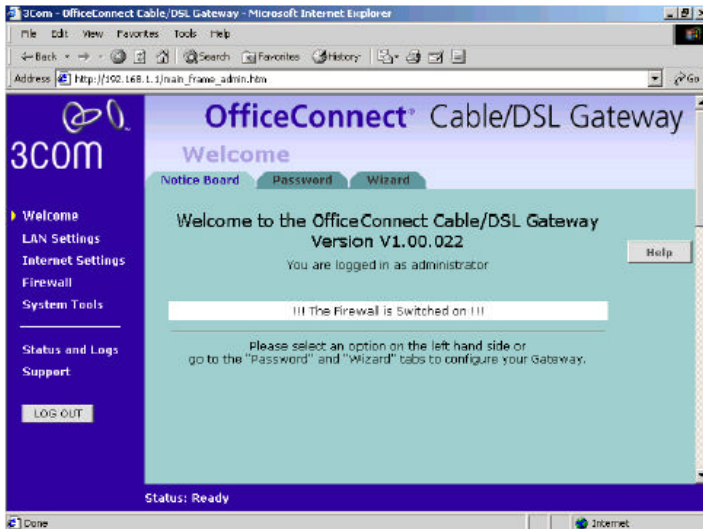 3Com - OfficeConnect Cable/DSL Gateway - Microsoft Internet Explorer
File Edit View Favorites Tools Help
Back Search Favorites History
Address http://192.168.1.1/main_frame_admin.htm Go
3COM
OfficeConnect® Cable/DSL Gateway
Welcome
Notice Board Password Wizard
Welcome
LAN Settings
Internet Settings
Firewall
System Tools
Status and Logs
Support
LOG OUT
Welcome to the OfficeConnect Cable/DSL Gateway
Version V1.00.022
You are logged in as administrator
Help
!!! The Firewall is Switched on !!!
Please select an option on the left hand side or
go to the "Password" and "Wizard" tabs to configure your Gateway.
Status: Ready
Done Internet